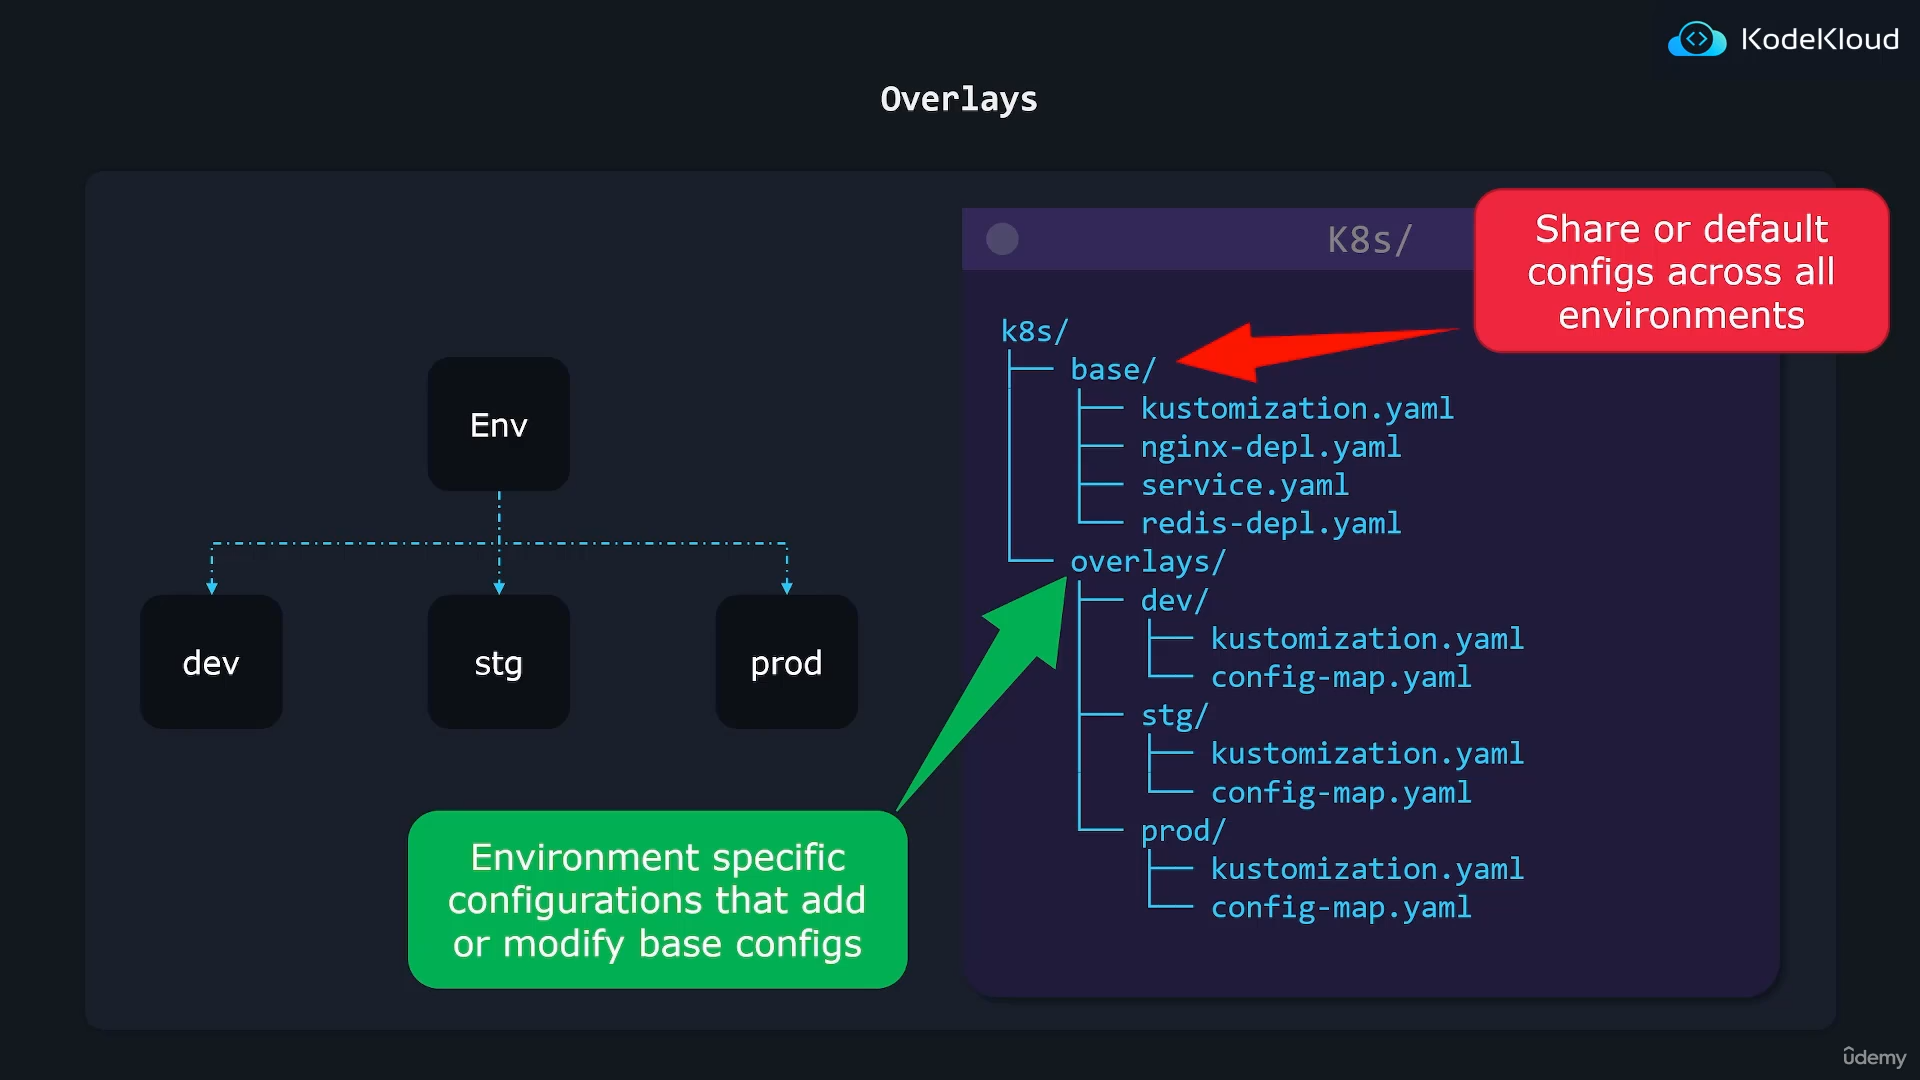 KodeKloud
Overlays
Share or default
configs across all
environments
K8s/
k8s/
base/
kustomization.yaml
nginx-depl.yaml
service.yaml
redis-depl.yaml
overlays/
dev/
kustomization.yaml
config-map.yaml
stg/
kustomization.yaml
config-map.yaml
prod/
kustomization.yaml
config-map.yaml
Env
dev
stg
prod
Environment specific
configurations that add
or modify base configs
ûdemy